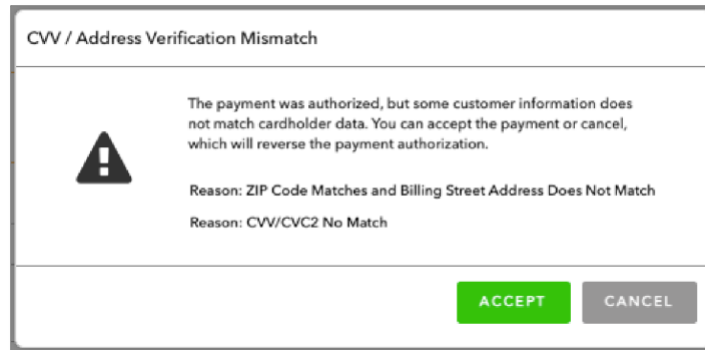 CVV / Address Verification Mismatch
The payment was authorized, but some customer information does
not match cardholder data. You can accept the payment or cancel,
which will reverse the payment authorization.
Reason: ZIP Code Matches and Billing Street Address Does Not Match
Reason: CVV/CVC2 No Match
ACCEPT CANCEL